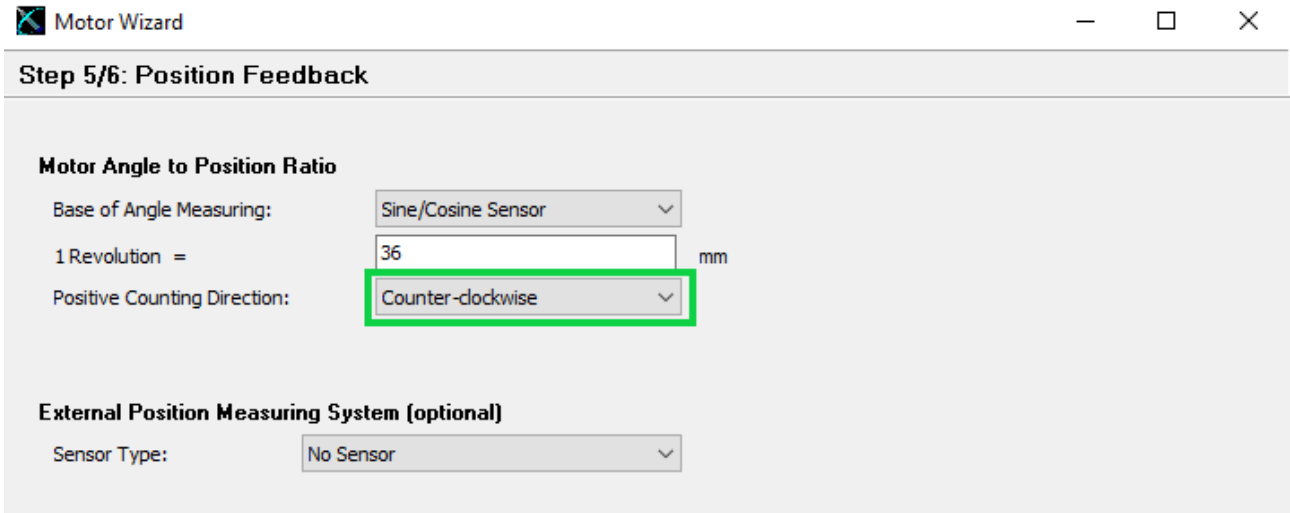 Motor Wizard
Step 5/6: Position Feedback
Motor Angle to Position Ratio
Base of Angle Measuring: Sine/Cosine Sensor
1 Revolution = 36 mm
Positive Counting Direction: Counter-clockwise
External Position Measuring System (optional)
Sensor Type: No Sensor